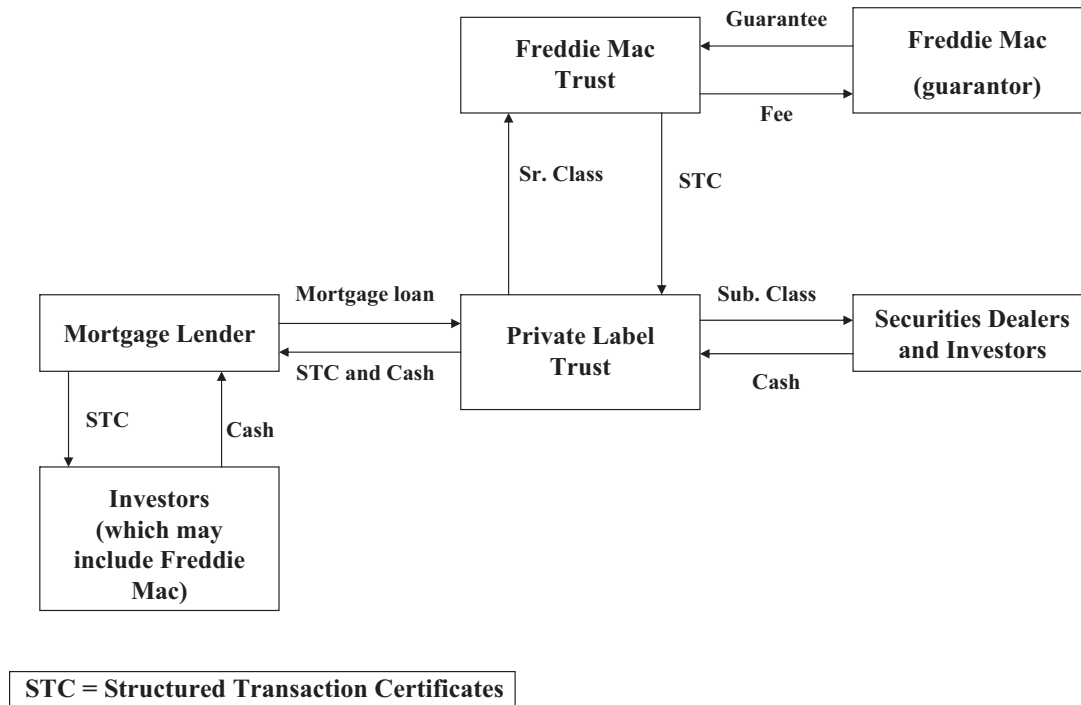 Guarantee
Freddie Mac
Trust
Freddie Mac
(guarantor)
Fee
Sr. Class
STC
Mortgage loan
Sub. Class
Mortgage Lender
Private Label
Trust
Securities Dealers
and Investors
STC and Cash
Cash
STC
Cash
Investors
(which may
include Freddie
Mac)
STC = Structured Transaction Certificates